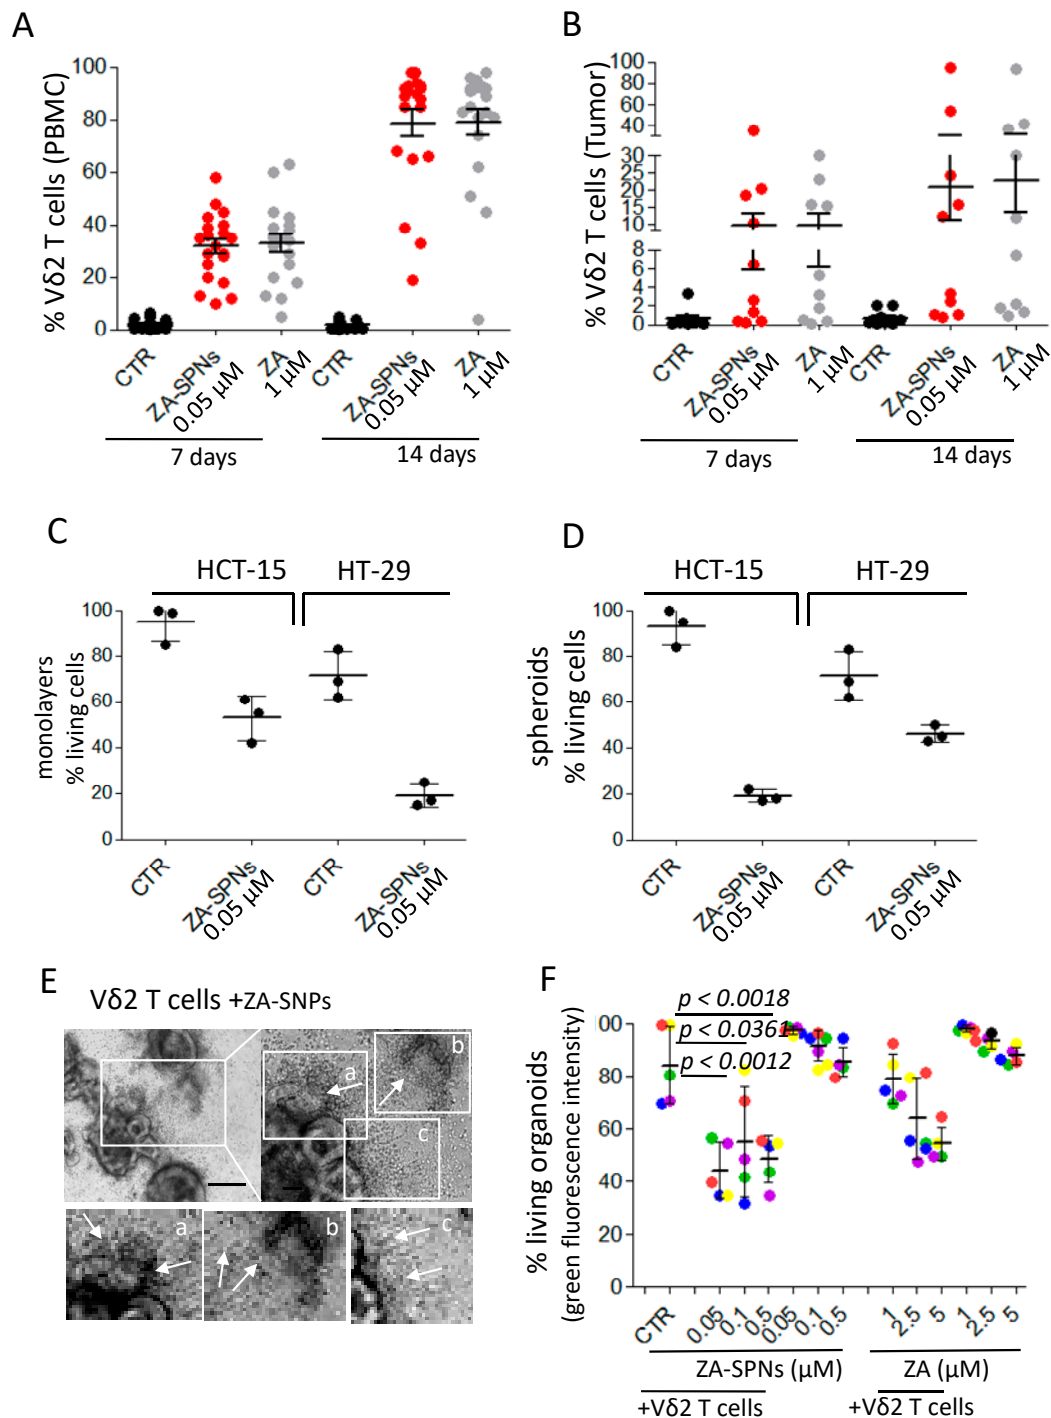 A
% Vδ2 T cells (PBMC)
100
80
60
40
20
0
CTR
ZA-SPNs
0.05 µM
ZA
1 µM
CTR
ZA-SPNs
0.05 µM
ZA
1 µM
7 days
14 days
B
% Vδ2 T cells (Tumor)
100
80
60
40
30
25
20
15
10
8
6
4
2
0
CTR
ZA-SPNs
0.05 µM
ZA
1 µM
CTR
ZA-SPNs
0.05 µM
ZA
1 µM
7 days
14 days
C
HCT-15
HT-29
monolayers
% living cells
100
80
60
40
20
0
CTR
ZA-SPNs
0.05 µM
CTR
ZA-SPNs
0.05 µM
D
HCT-15
HT-29
spheroids
% living cells
100
80
60
40
20
0
CTR
ZA-SPNs
0.05 µM
CTR
ZA-SPNs
0.05 µM
E
Vδ2 T cells +ZA-SNPs
a
b
c
a
b
c
F
% living organoids
(green fluorescence intensity)
p < 0.0018
p < 0.0361
p < 0.0012
100
80
60
40
20
0
CTR
0.05
0.1
0.5
0.05
0.1
0.5
1
2.5
5
1
2.5
5
ZA-SPNs (µM)
ZA (µM)
+Vδ2 T cells
+Vδ2 T cells